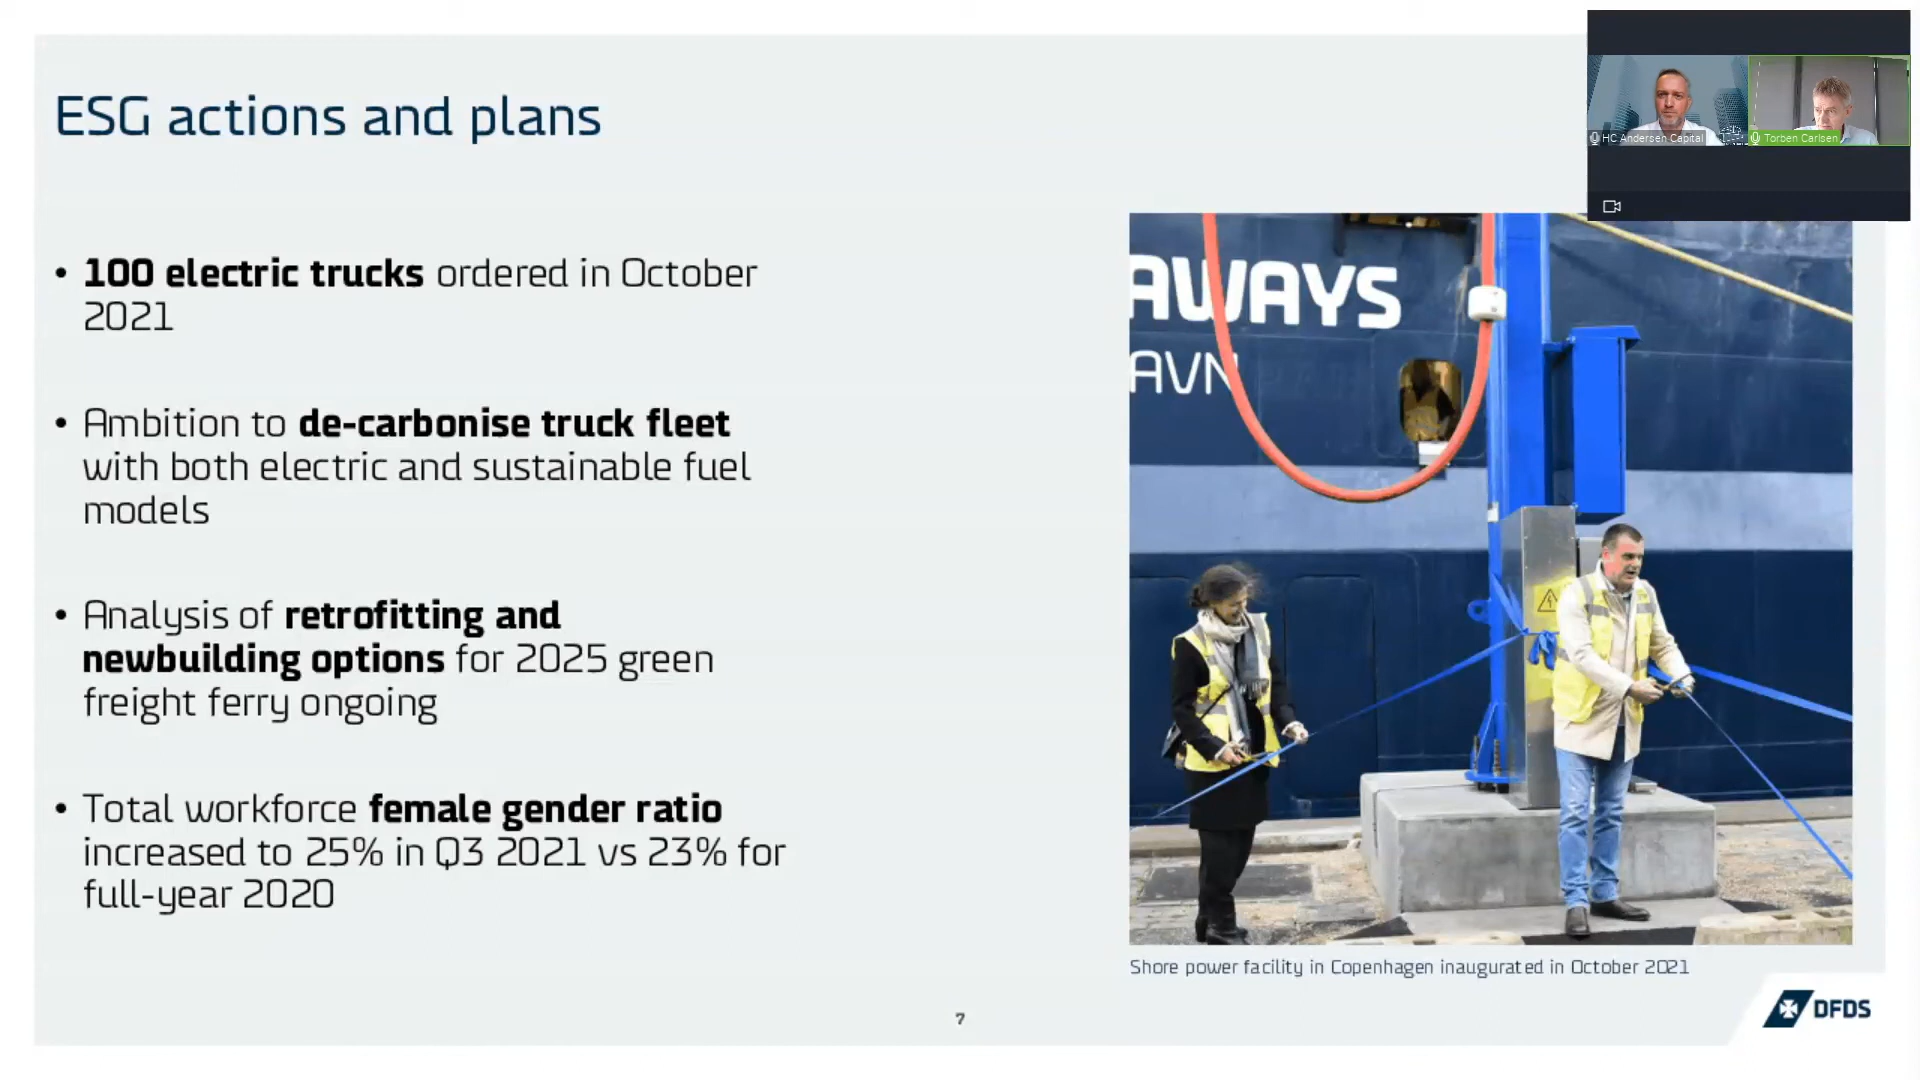 ESG actions and plans
• 100 electric trucks ordered in October
2021
• Ambition to de-carbonise truck fleet
with both electric and sustainable fuel
models
• Analysis of retrofitting and
newbuilding options for 2025 green
freight ferry ongoing
• Total workforce female gender ratio
increased to 25% in Q3 2021 vs 23% for
full-year 2020
HC Andersen Capital
Torben Carlsen
AWAYS
AVN
Shore power facility in Copenhagen inaugurated in October 2021
7
DFDS